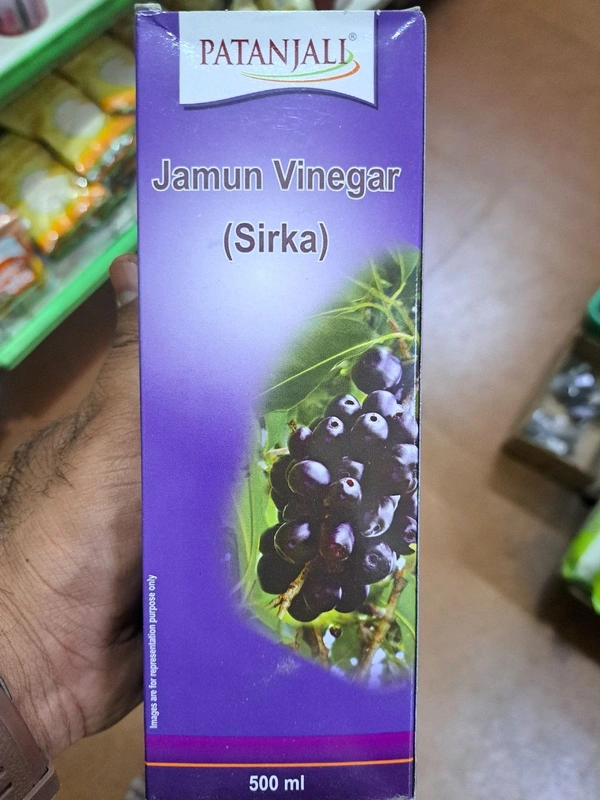 PATANJALI®
Jamun Vinegar
(Sirka)
Images are for representation purpose only
500 ml